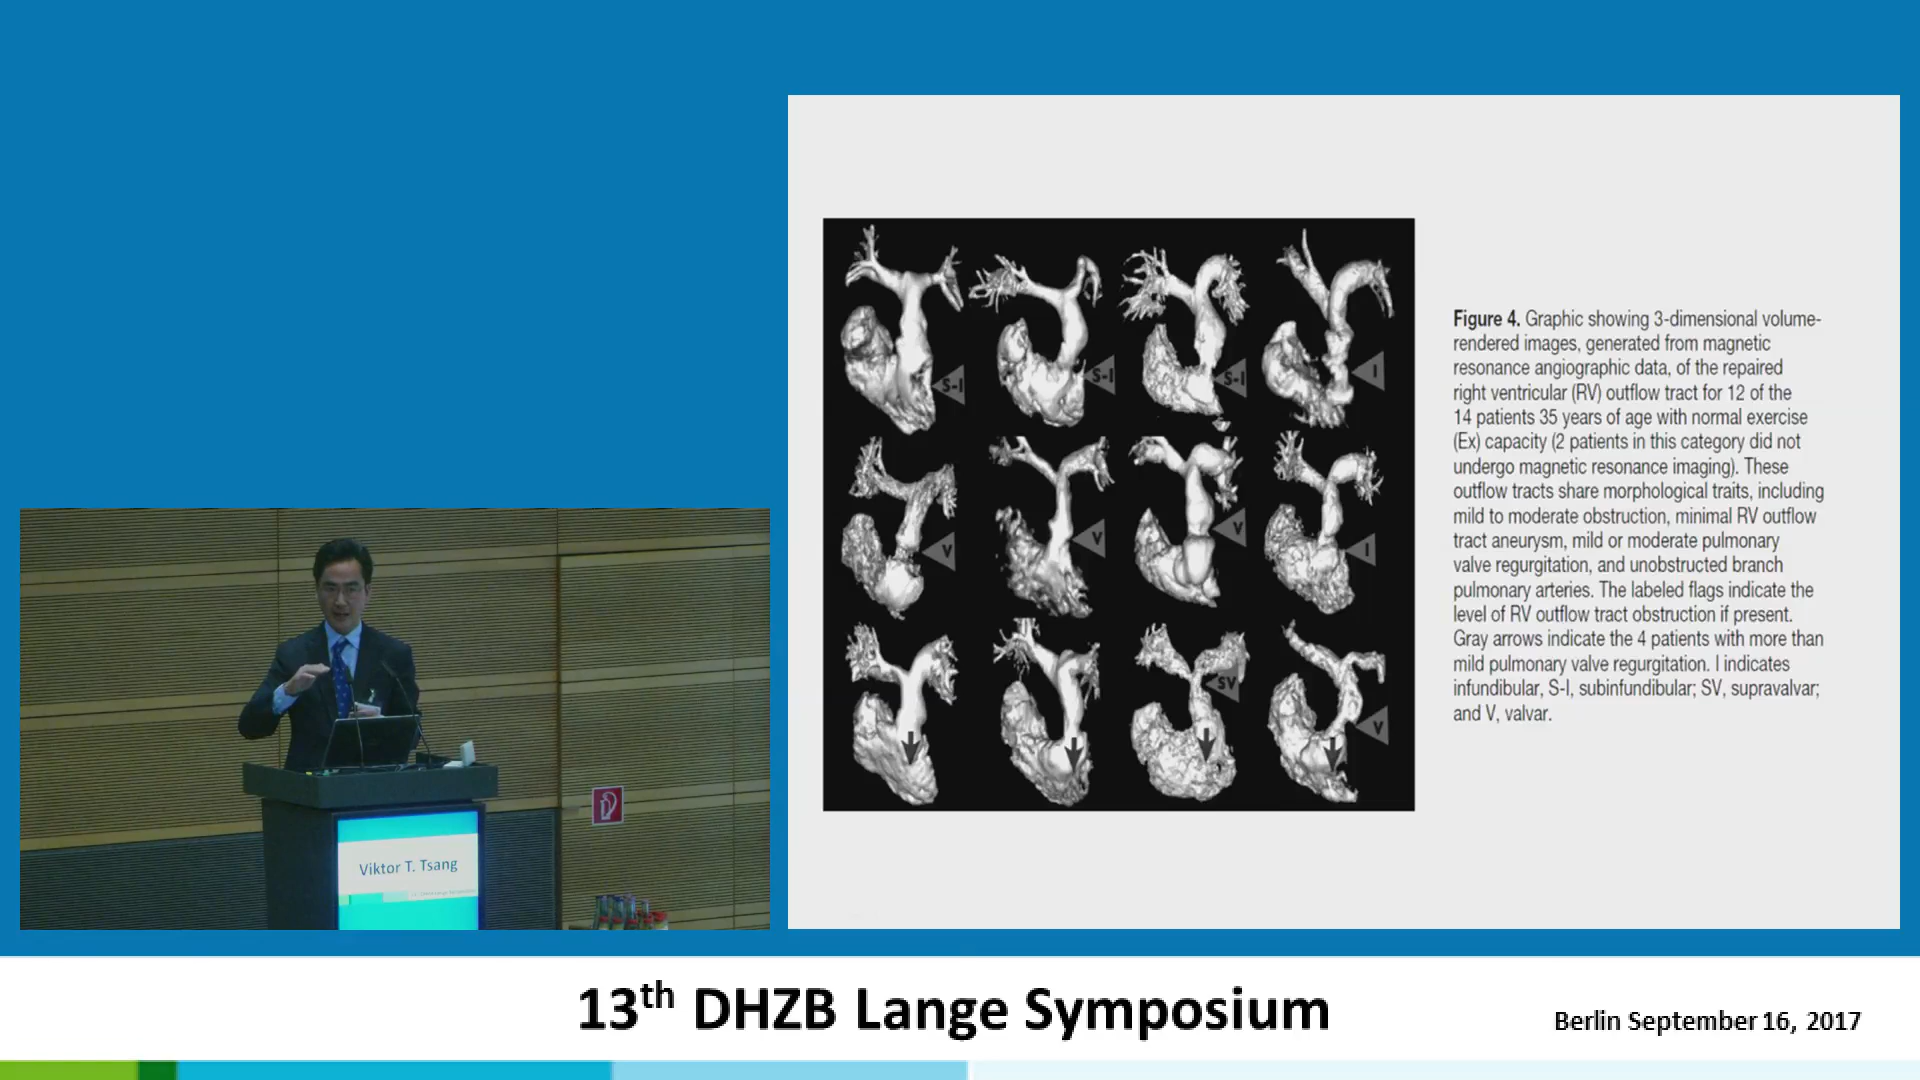 S-I
S-I
S-I
I
V
V
V
I
SV
V
Figure 4. Graphic showing 3-dimensional volume-
rendered images, generated from magnetic
resonance angiographic data, of the repaired
right ventricular (RV) outflow tract for 12 of the
14 patients 35 years of age with normal exercise
(Ex) capacity (2 patients in this category did not
undergo magnetic resonance imaging). These
outflow tracts share morphological traits, including
mild to moderate obstruction, minimal RV outflow
tract aneurysm, mild or moderate pulmonary
valve regurgitation, and unobstructed branch
pulmonary arteries. The labeled flags indicate the
level of RV outflow tract obstruction if present.
Gray arrows indicate the 4 patients with more than
mild pulmonary valve regurgitation. I indicates
infundibular, S-I, subinfundibular; SV, supravalvar;
and V, valvar.
Viktor T. Tsang
13th DHZB Lange Symposium
Berlin September 16, 2017